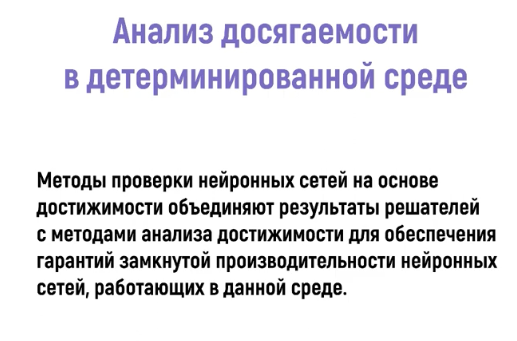 Анализ досягаемости
в детерминированной среде
Методы проверки нейронных сетей на основе
достижимости объединяют результаты решателей
с методами анализа достижимости для обеспечения
гарантий замкнутой производительности нейронных
сетей, работающих в данной среде.